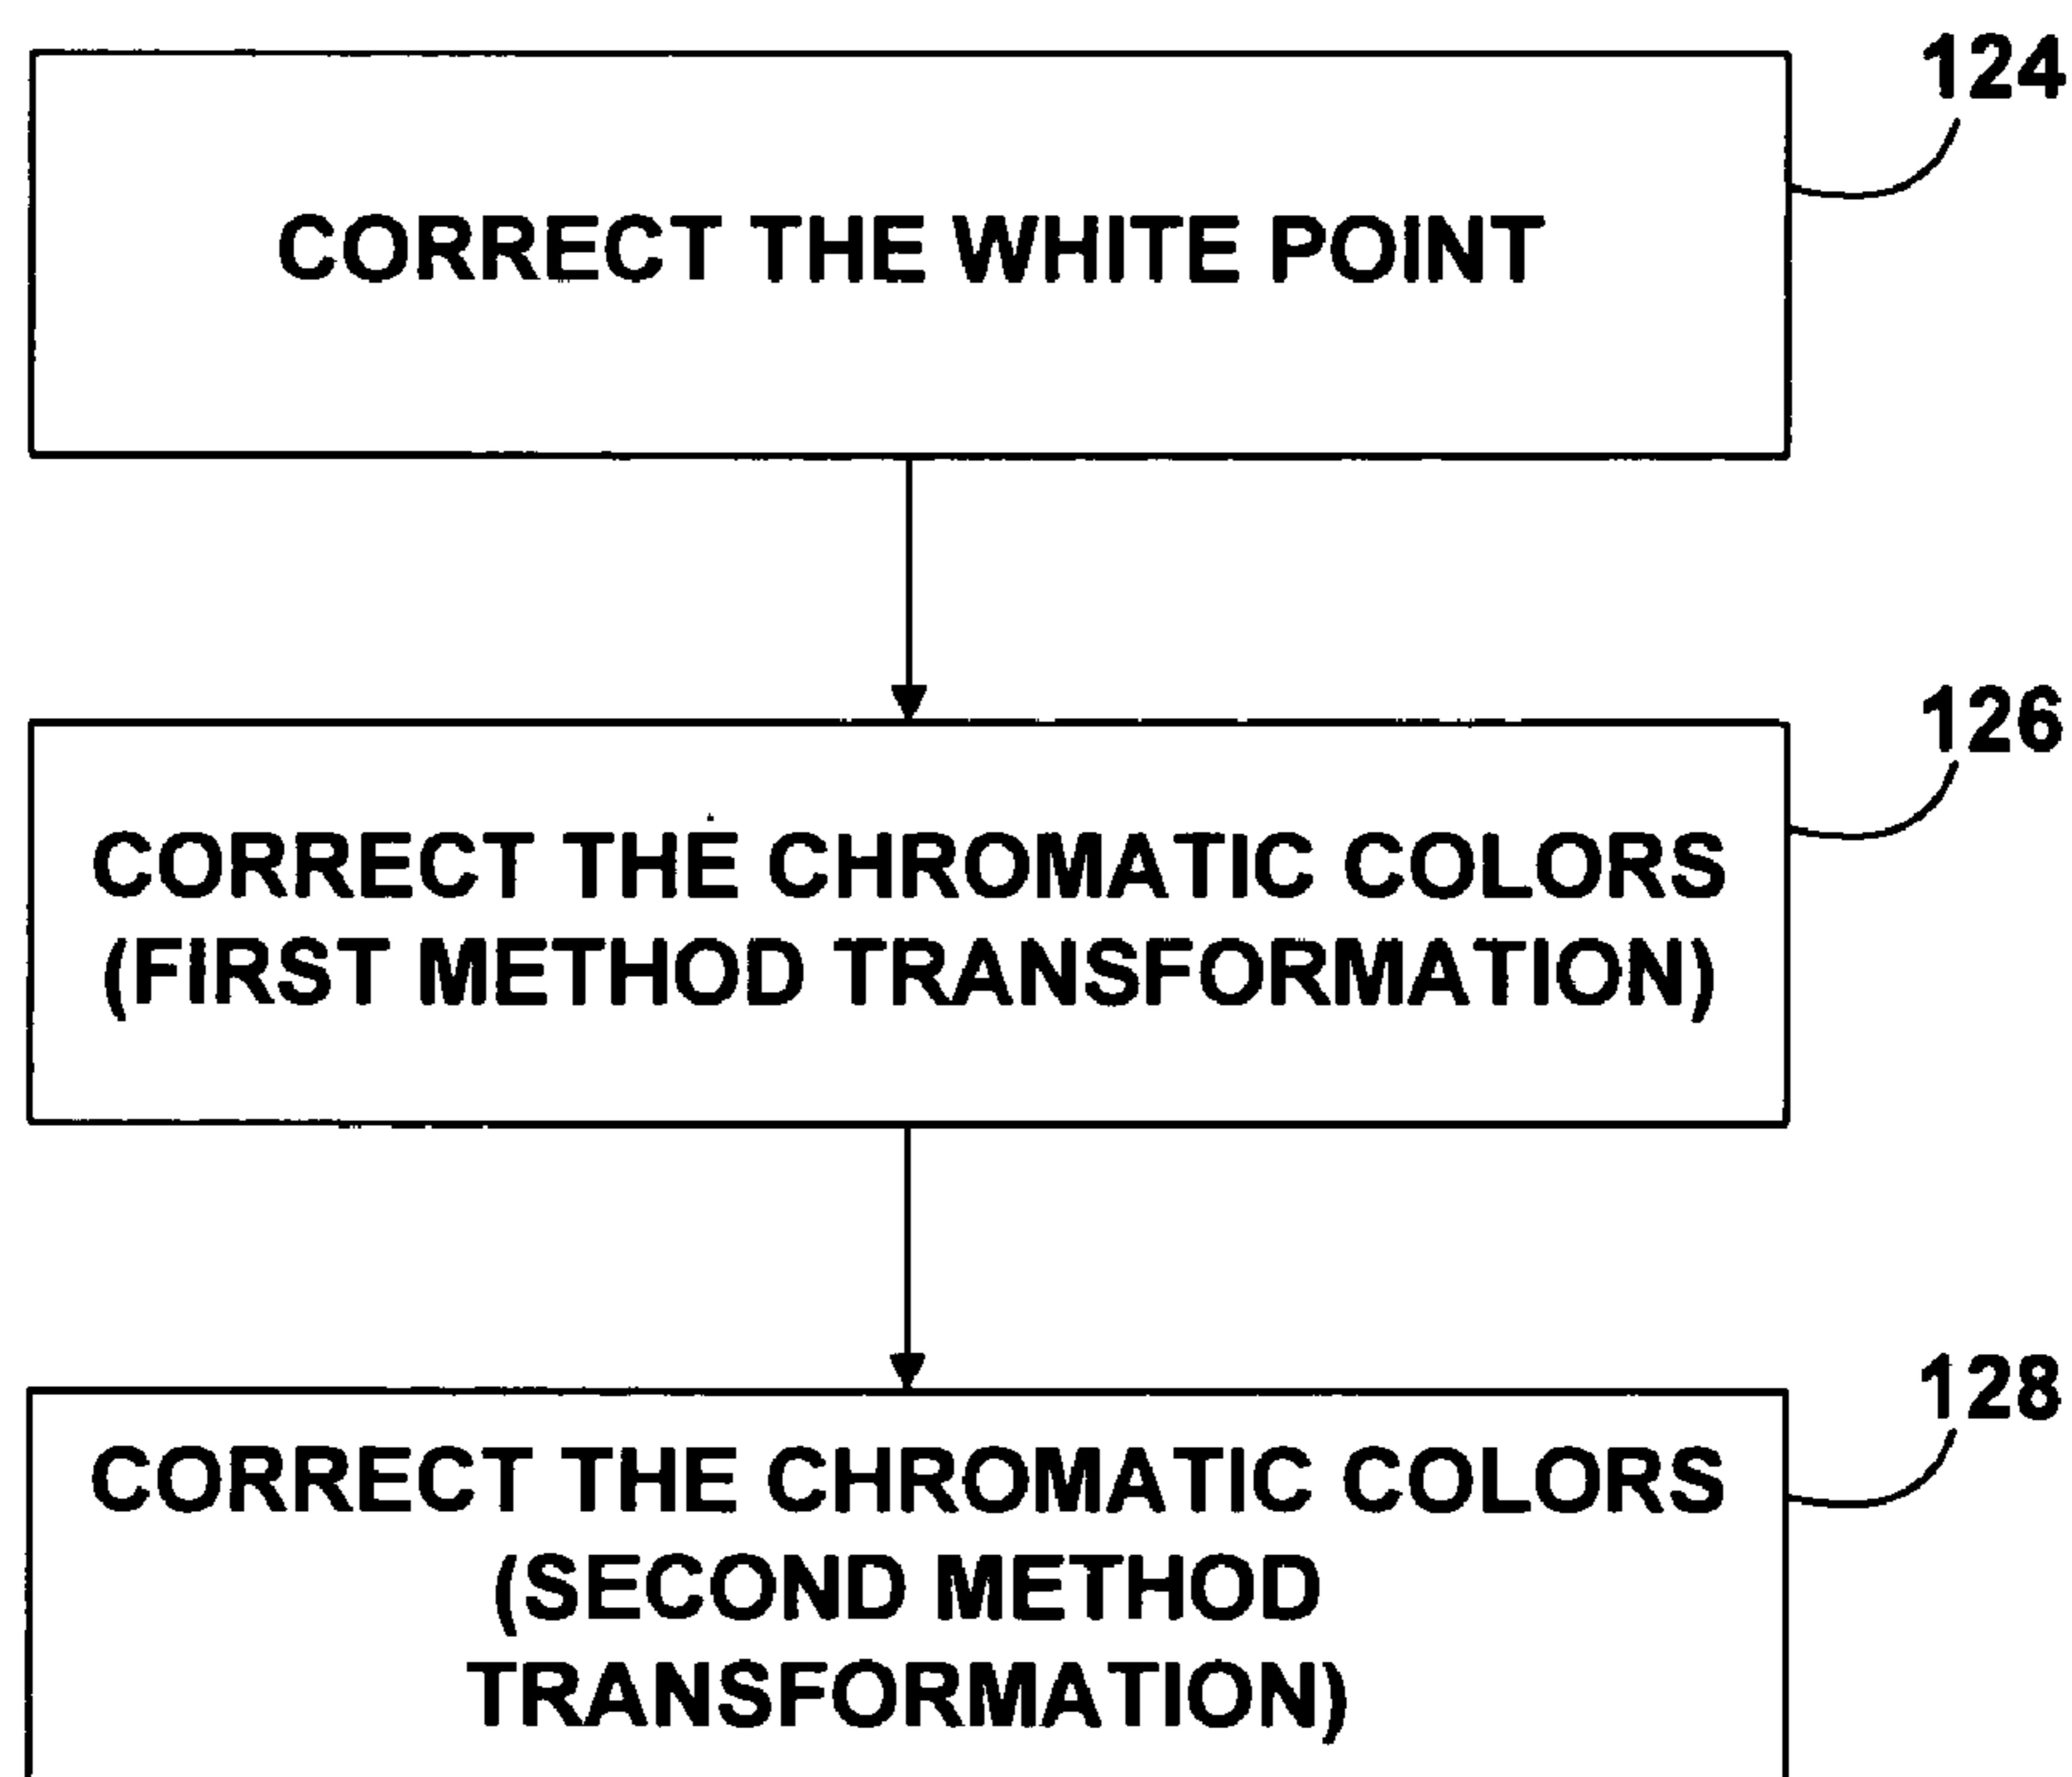 124
CORRECT THE WHITE POINT
126
CORRECT THE CHROMATIC COLORS
(FIRST METHOD TRANSFORMATION)
128
CORRECT THE CHROMATIC COLORS
(SECOND METHOD
TRANSFORMATION)